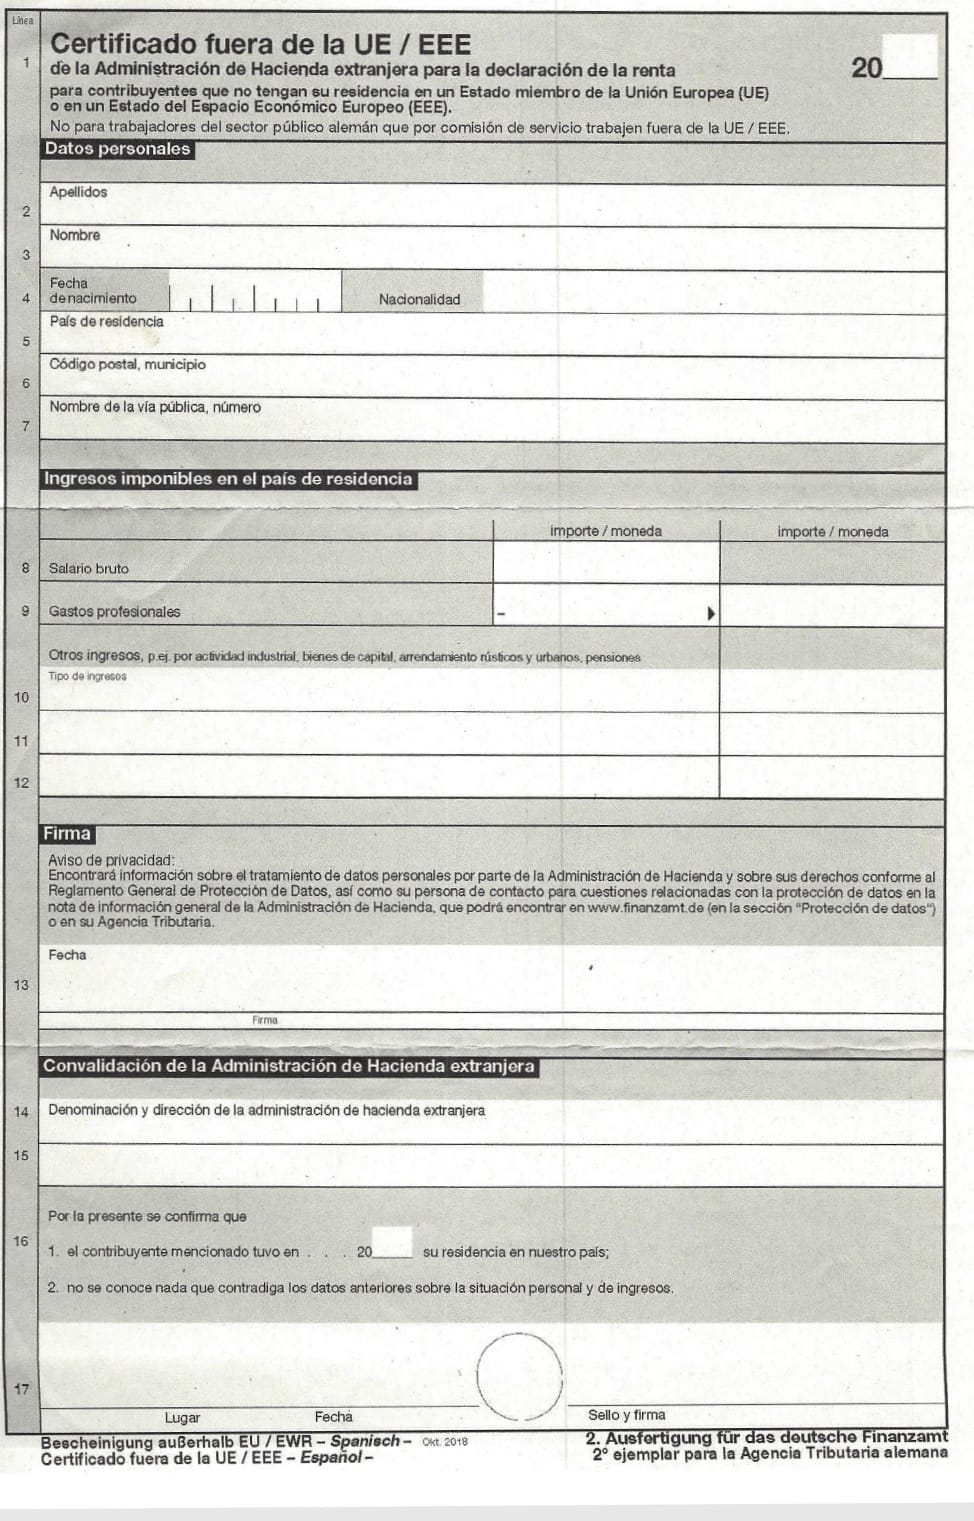 Línea
1
Certificado fuera de la UE / EEE
de la Administración de Hacienda extranjera para la declaración de la renta
20
para contribuyentes que no tengan su residencia en un Estado miembro de la Unión Europea (UE)
o en un Estado del Espacio Económico Europeo (EEE).
No para trabajadores del sector público alemán que por comisión de servicio trabajen fuera de la UE / EEE.
Datos personales
Apellidos
2
Nombre
3
Fecha
de nacimiento
4
Nacionalidad
País de residencia
5
Código postal, municipio
6
Nombre de la vía pública, número
7
Ingresos imponibles en el país de residencia
importe / moneda importe / moneda
8 Salario bruto
9 Gastos profesionales –
Otros ingresos, p.ej. por actividad industrial, bienes de capital, arrendamiento rústicos y urbanos, pensiones
Tipo de ingresos
10
11
12
Firma
Aviso de privacidad:
Encontrará información sobre el tratamiento de datos personales por parte de la Administración de Hacienda y sobre sus derechos conforme al
Reglamento General de Protección de Datos, así como su persona de contacto para cuestiones relacionadas con la protección de datos en la
nota de información general de la Administración de Hacienda, que podrá encontrar en www.finanzamt.de (en la sección "Protección de datos")
o en su Agencia Tributaria.
Fecha
13
Firma
Convalidación de la Administración de Hacienda extranjera
14 Denominación y dirección de la administración de hacienda extranjera
15
Por la presente se confirma que
16
1. el contribuyente mencionado tuvo en . . . 20 su residencia en nuestro país;
2. no se conoce nada que contradiga los datos anteriores sobre la situación personal y de ingresos.
17
Lugar Fecha Sello y firma
Bescheinigung außerhalb EU / EWR – Spanisch – Okt. 2018
2. Ausfertigung für das deutsche Finanzamt
Certificado fuera de la UE / EEE – Español –
2° ejemplar para la Agencia Tributaria alemana